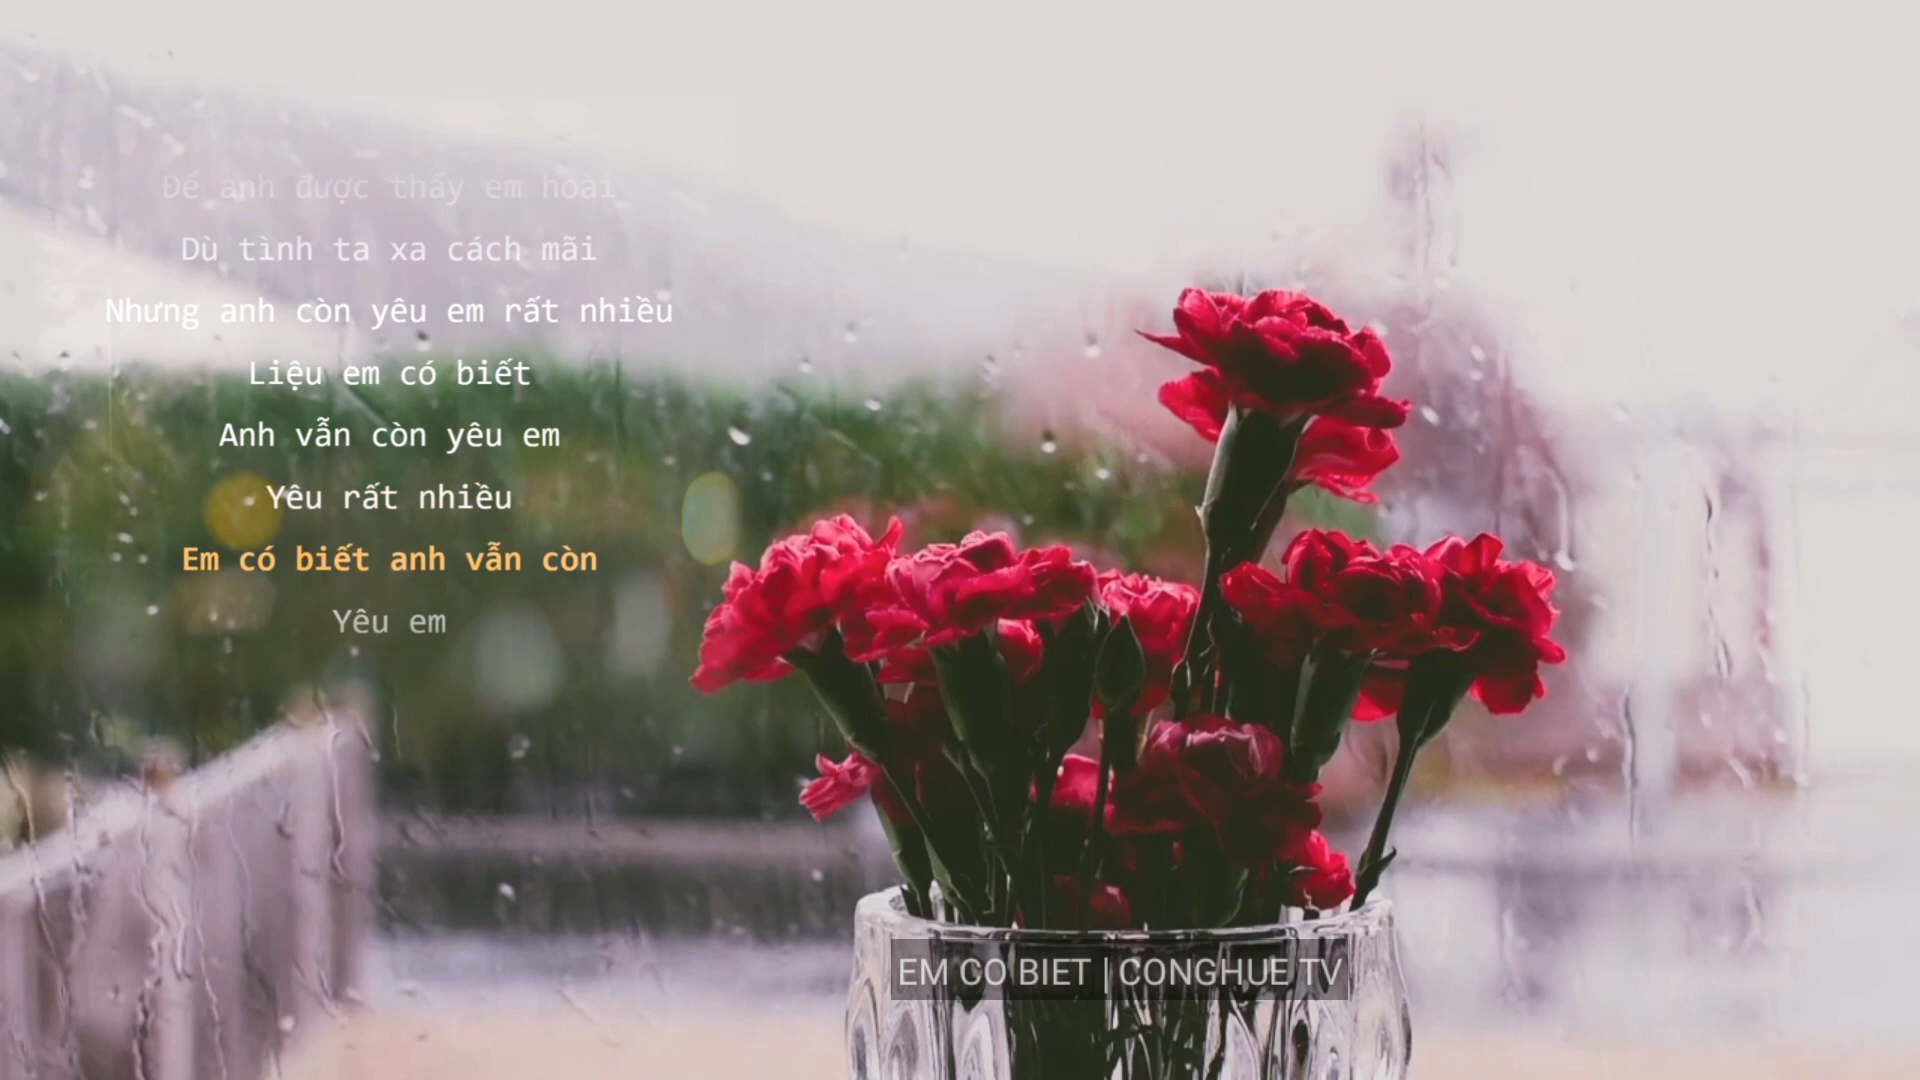 Để anh được thấy em hoài
Dù tình ta xa cách mãi
Nhưng anh còn yêu em rất nhiều
Liệu em có biết
Anh vẫn còn yêu em
Yêu rất nhiều
Em có biết anh vẫn còn
Yêu em
EM CO BIET | CONGHUE TV